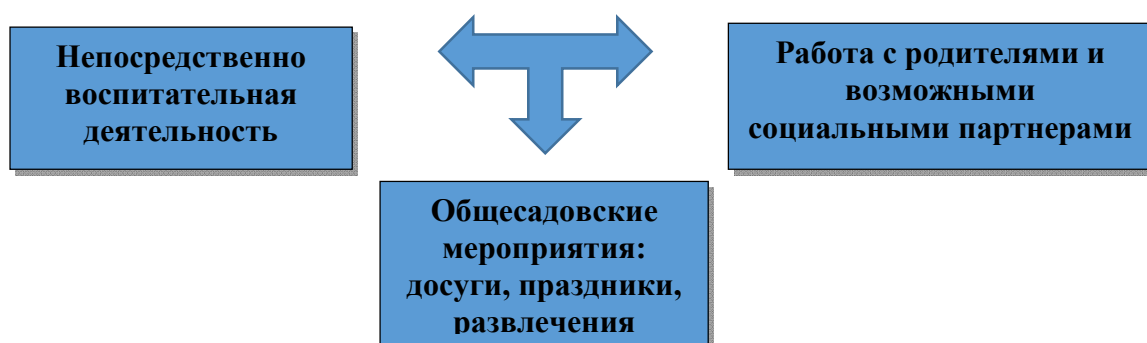 Непосредственно
воспитательная
деятельность
Работа с родителями и
возможными
социальными партнерами
Общесадовские
мероприятия:
досуги, праздники,
развлечения